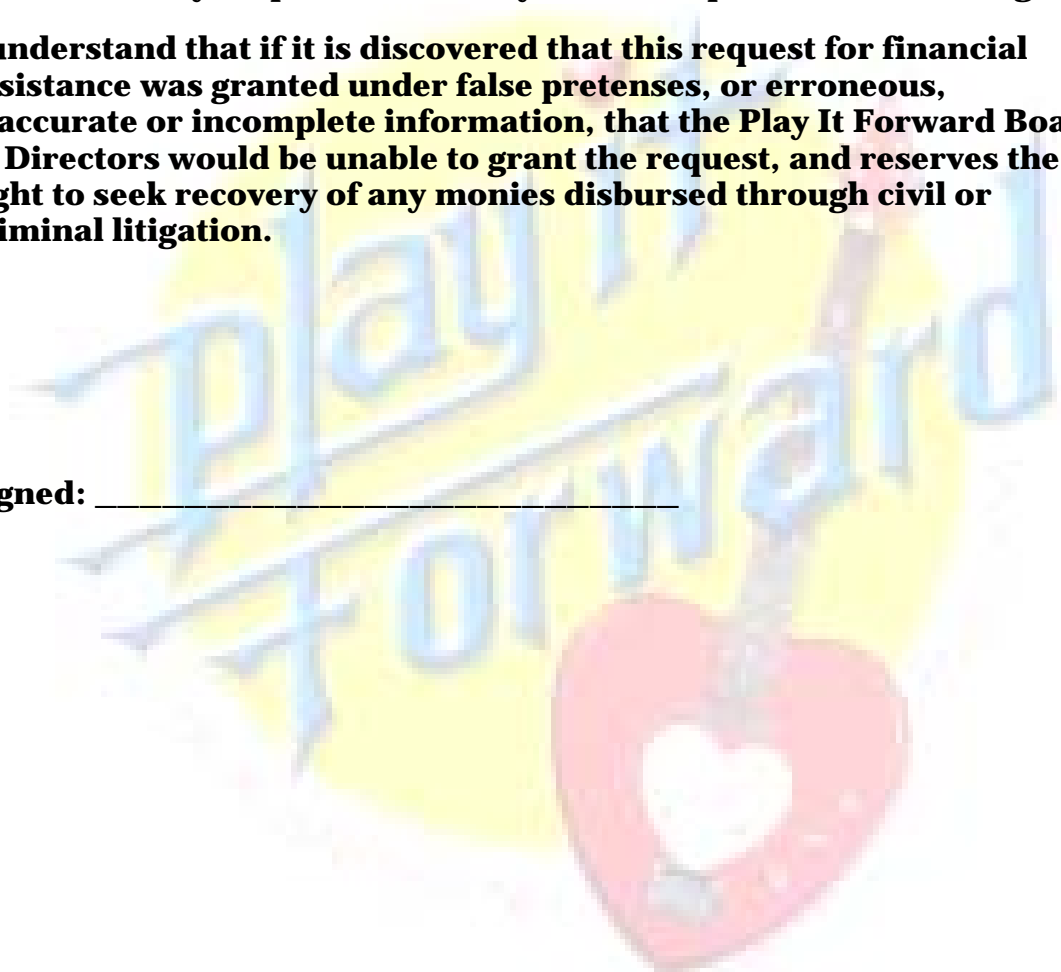 understand that if it is discovered that this request for financial
sistance was granted under false pretenses, or erroneous,
accurate or incomplete information, that the Play It Forward Boa
Directors would be unable to grant the request, and reserves the
ght to seek recovery of any monies disbursed through civil or
iminal litigation.
gned: __________________________
Play it
Forward